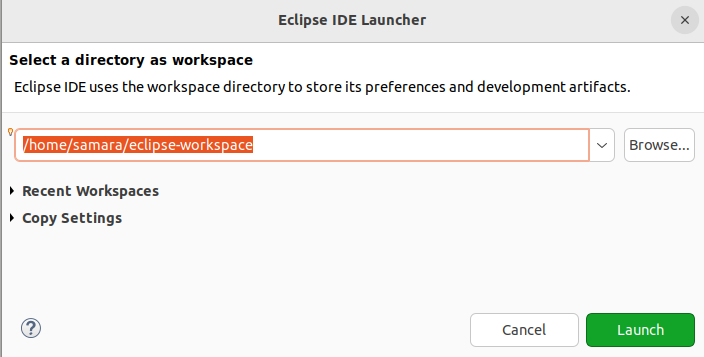 Eclipse IDE Launcher
Select a directory as workspace
Eclipse IDE uses the workspace directory to store its preferences and development artifacts.
/home/samara/eclipse-workspace
Browse...
Recent Workspaces
Copy Settings
?
Cancel
Launch